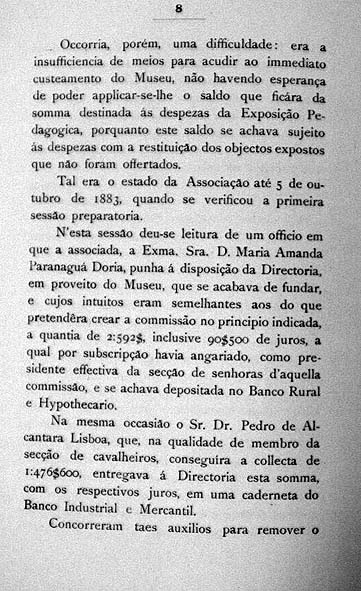 8
Occorria, porém, uma difficuldade: era a
insufficiencia de meios para acudir ao immediato
custeamento do Museu, não havendo esperança
de poder applicar-se-lhe o saldo que ficára da
somma destinada ás despezas da Exposição Pe-
dagogica, porquanto este saldo se achava sujeito
ás despezas com a restituição dos objectos expostos
que não foram offertados.
Tal era o estado da Associação até 5 de ou-
tubro de 1883, quando se verificou a primeira
sessão preparatoria.
N'esta sessão deu-se leitura de um officio em
que a associada, a Exma. Sra. D. Maria Amanda
Paranaguá Doria, punha á disposição da Directoria,
em proveito do Museu, que se acabava de fundar,
e cujos intuitos eram semelhantes aos do que
pretendêra crear a commissão no principio indicada,
a quantia de 2:592$, inclusive 90$500 de juros, a
qual por subscripção havia angariado, como pre-
sidente effectiva da secção de senhoras d'aquella
commissão, e se achava depositada no Banco Rural
e Hypothecario.
Na mesma occasião o Sr. Dr. Pedro de Al-
cantara Lisboa, que, na qualidade de membro da
secção de cavalheiros, conseguira a collecta de
1:476$600, entregava á Directoria esta somma,
com os respectivos juros, em uma caderneta do
Banco Industrial e Mercantil.
Concorreram taes auxilios para remover o